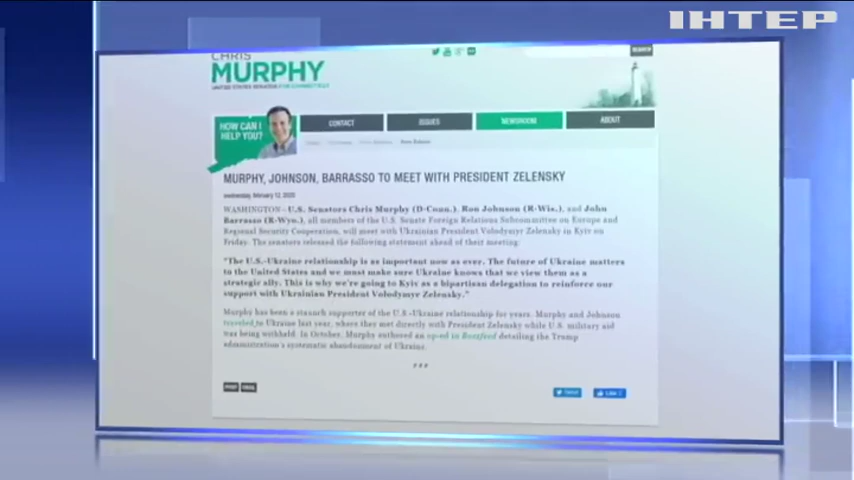 ІНТЕР
CHRIS
MURPHY
UNITED STATES SENATOR FOR CONNECTICUT
SEARCH
HOW CAN I
HELP YOU?
CONTACT
ISSUES
NEWSROOM
ABOUT
MURPHY, JOHNSON, BARRASSO TO MEET WITH PRESIDENT ZELENSKY
wednesday, february 12, 2020
WASHINGTON—U.S. Senators Chris Murphy (D-Conn.), Ron Johnson (R-Wis.), and John
Barrasso (R-Wyo.), all members of the U.S. Senate Foreign Relations Subcommittee on Europe and
Regional Security Cooperation, will meet with Ukrainian President Volodymyr Zelensky in Kyiv on
Friday. The senators released the following statement ahead of their meeting:
"The U.S.-Ukraine relationship is as important now as ever. The future of Ukraine matters
to the United States and we must make sure Ukraine knows that we view them as a
strategic ally. This is why we're going to Kyiv as a bipartisan delegation to reinforce our
support with Ukrainian President Volodymyr Zelensky."
Murphy has been a staunch supporter of the U.S-Ukraine relationship for years. Murphy and Johnson
traveled to Ukraine last year, where they met directly with President Zelensky while U.S. military aid
was being withheld. In October, Murphy authored an op-ed in Buzzfeed detailing the Trump
administration's systematic abandonment of Ukraine.
###
PRINT
EMAIL
Tweet
Like